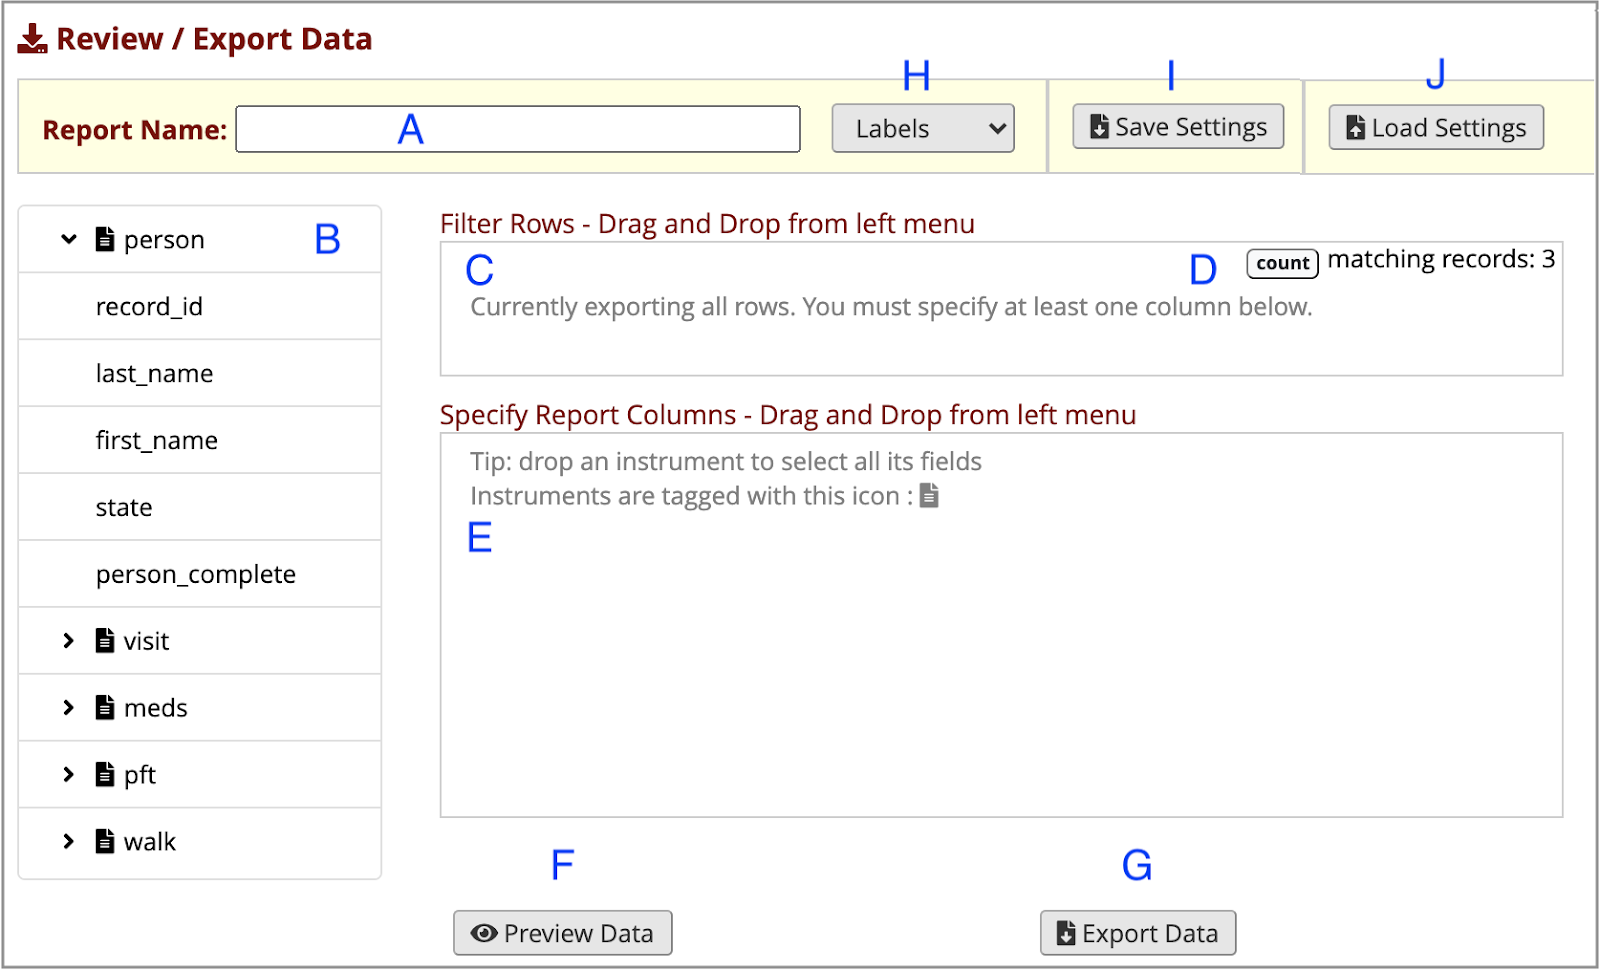 Review / Export Data
H
I
J
Report Name:
A
Labels
Save Settings
Load Settings
person
B
record_id
last_name
first_name
state
person_complete
visit
meds
pft
walk
Filter Rows - Drag and Drop from left menu
C
D
count matching records: 3
Currently exporting all rows. You must specify at least one column below.
Specify Report Columns - Drag and Drop from left menu
Tip: drop an instrument to select all its fields
Instruments are tagged with this icon :
E
F
G
Preview Data
Export Data